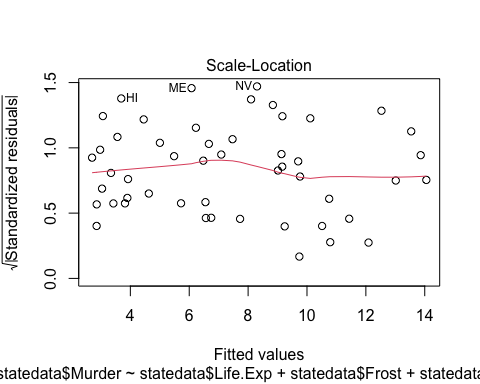 Scale-Location
√|Standardized residuals|
1.5
1.0
0.5
0.0
HI
ME
NV
4 6 8 10 12 14
Fitted values
statedata$Murder ~ statedata$Life.Exp + statedata$Frost + statedata